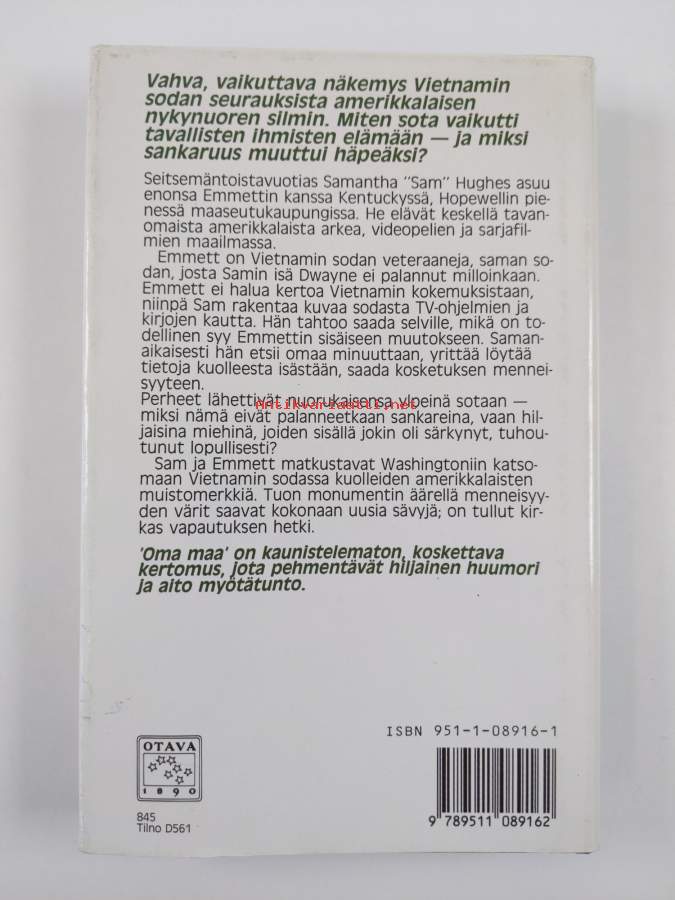 Vahva, vaikuttava näkemys Vietnamin
sodan seurauksista amerikkalaisen
nykynuoren silmin. Miten sota vaikutti
tavallisten ihmisten elämään — ja miksi
sankaruus muuttui häpeäksi?
Seitsemäntoistavuotias Samantha "Sam" Hughes asuu
enonsa Emmettin kanssa Kentuckyssä, Hopewellin pie-
nessä maaseutukaupungissa. He elävät keskellä tavan-
omaista amerikkalaista arkea, videopelien ja sarjafil-
mien maailmassa.
Emmett on Vietnamin sodan veteraaneja, saman so-
dan, josta Samin isä Dwayne ei palannut milloinkaan.
Emmett ei halua kertoa Vietnamin kokemuksistaan,
niinpä Sam rakentaa kuvaa sodasta TV-ohjelmien ja
kirjojen kautta. Hän tahtoo saada selville, mikä on to-
dellinen syy Emmettin sisäiseen muutokseen. Saman-
aikaisesti hän etsii omaa minuuttaan, yrittää löytää
tietoja kuolleesta isästään, saada kosketuksen mennei-
syyteen.
Perheet lähettivät nuorukaisensa ylpeinä sotaan —
Antikvariaatti.net
miksi nämä eivät palanneetkaan sankareina, vaan hil-
jaisina miehinä, joiden sisällä jokin oli särkynyt, tuhou-
tunut lopullisesti?
Sam ja Emmett matkustavat Washingtoniin katso-
maan Vietnamin sodassa kuolleiden amerikkalaisten
muistomerkkiä. Tuon monumentin äärellä menneisyy-
den värit saavat kokonaan uusia sävyjä; on tullut kir-
kas vapautuksen hetki.
'Oma maa' on kaunistelematon, koskettava
kertomus, jota pehmentävät hiljainen huumori
ja aito myötätunto.
ISBN 951-1-08916-1
OTAVA
1890
845
Tilno D561
9 789511 089162